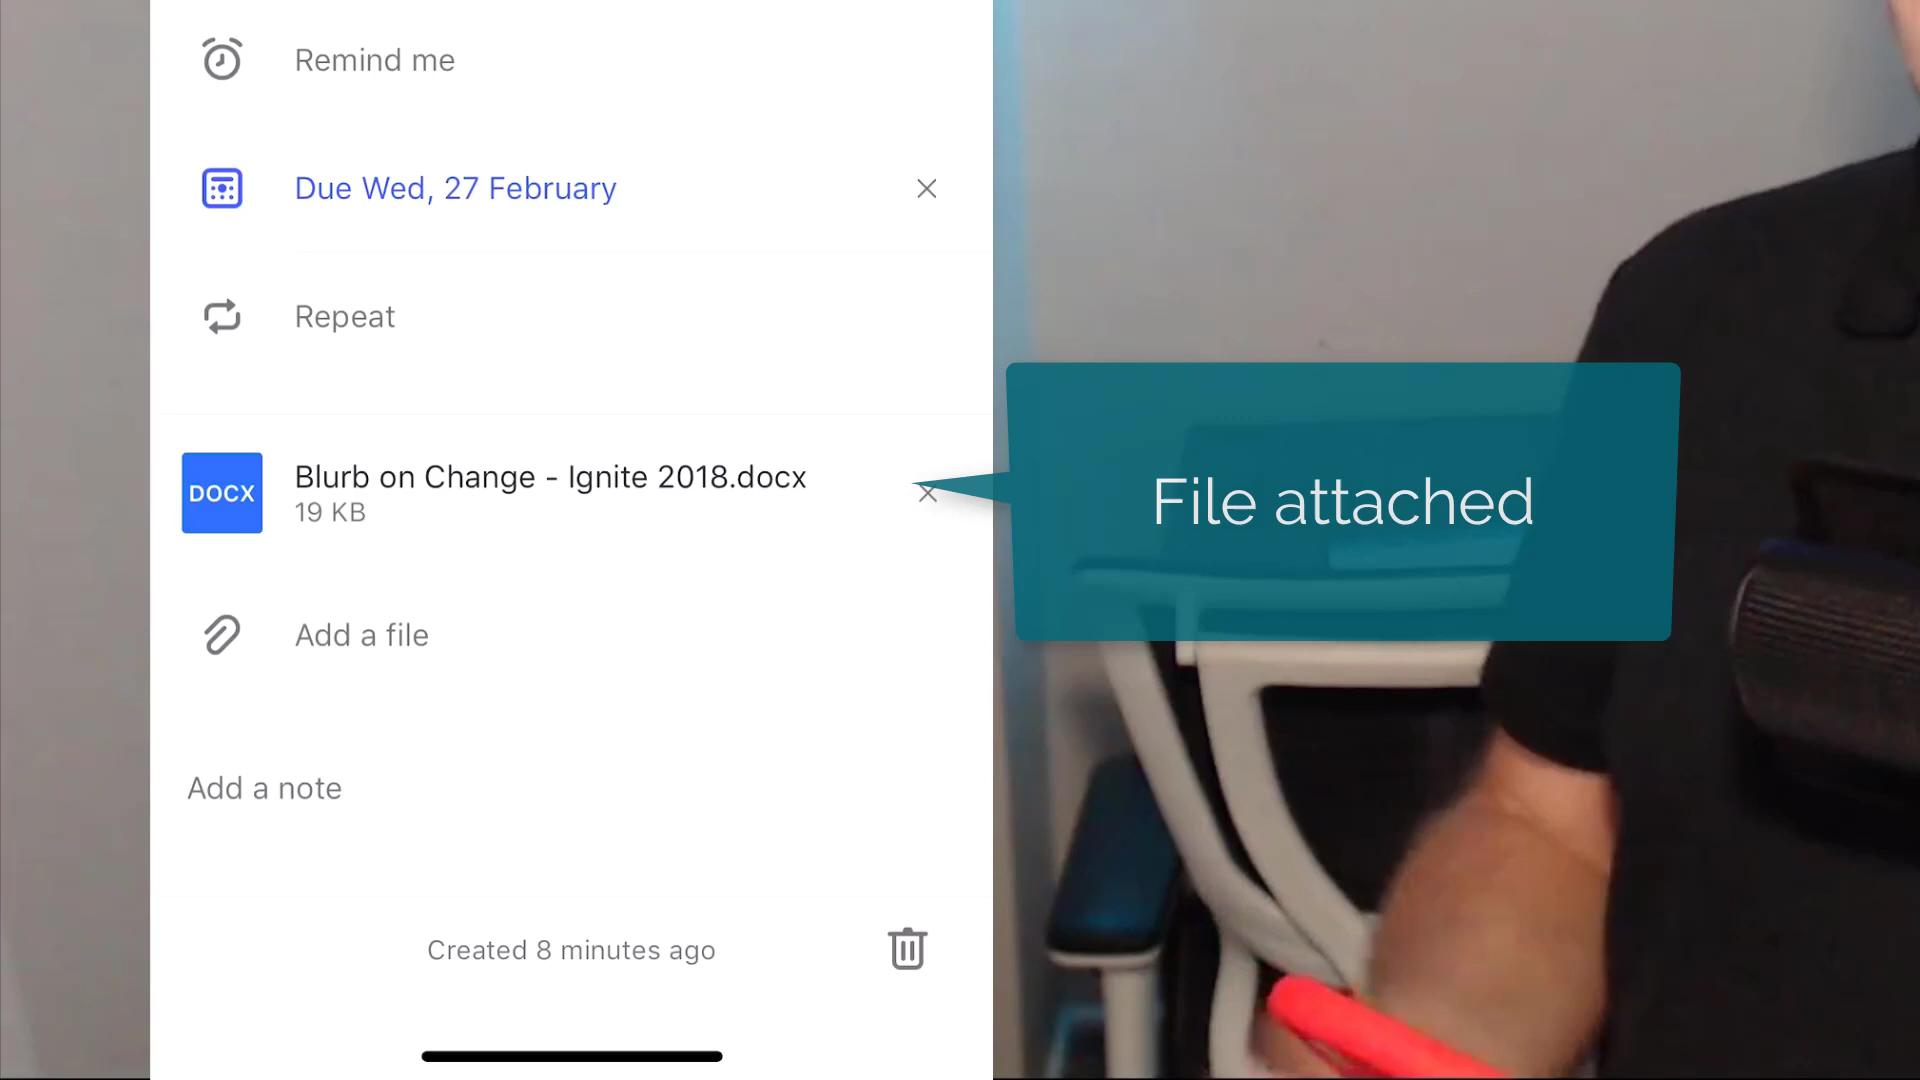 Remind me
Due Wed, 27 February
Repeat
DOCX
Blurb on Change - Ignite 2018.docx
19 KB
File attached
Add a file
Add a note
Created 8 minutes ago